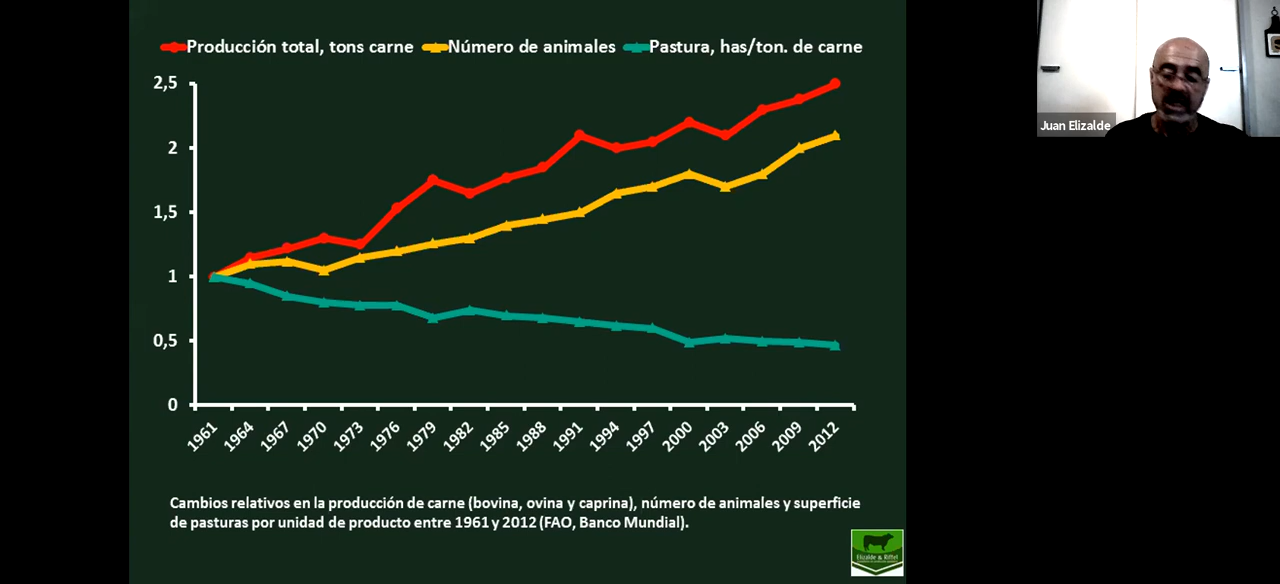 Producción total, tons carne Número de animales Pastura, has/ton. de carne
2,5
2
1,5
1
0,5
0
1961 1964 1967 1970 1973 1976 1979 1982 1985 1988 1991 1994 1997 2000 2003 2006 2009 2012
Cambios relativos en la producción de carne (bovina, ovina y caprina), número de animales y superficie
de pasturas por unidad de producto entre 1961 y 2012 (FAO, Banco Mundial).
Elizalde & Riffel
Juan Elizalde